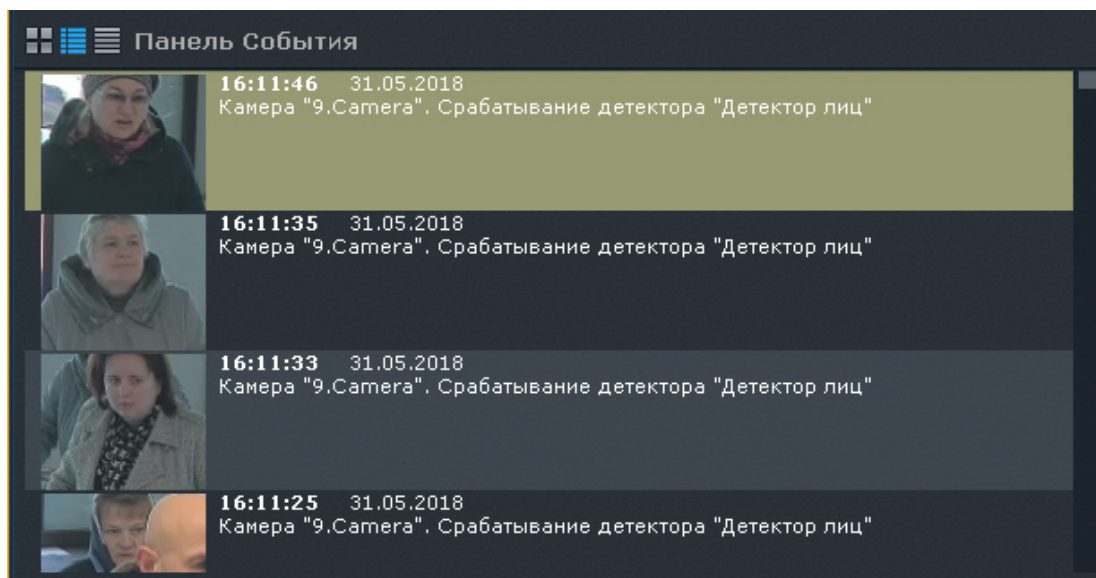 Панель События
16:11:46 31.05.2018
Камера "9.Camera". Срабатывание детектора "Детектор лиц"
16:11:35 31.05.2018
Камера "9.Camera". Срабатывание детектора "Детектор лиц"
16:11:33 31.05.2018
Камера "9.Camera". Срабатывание детектора "Детектор лиц"
16:11:25 31.05.2018
Камера "9.Camera". Срабатывание детектора "Детектор лиц"